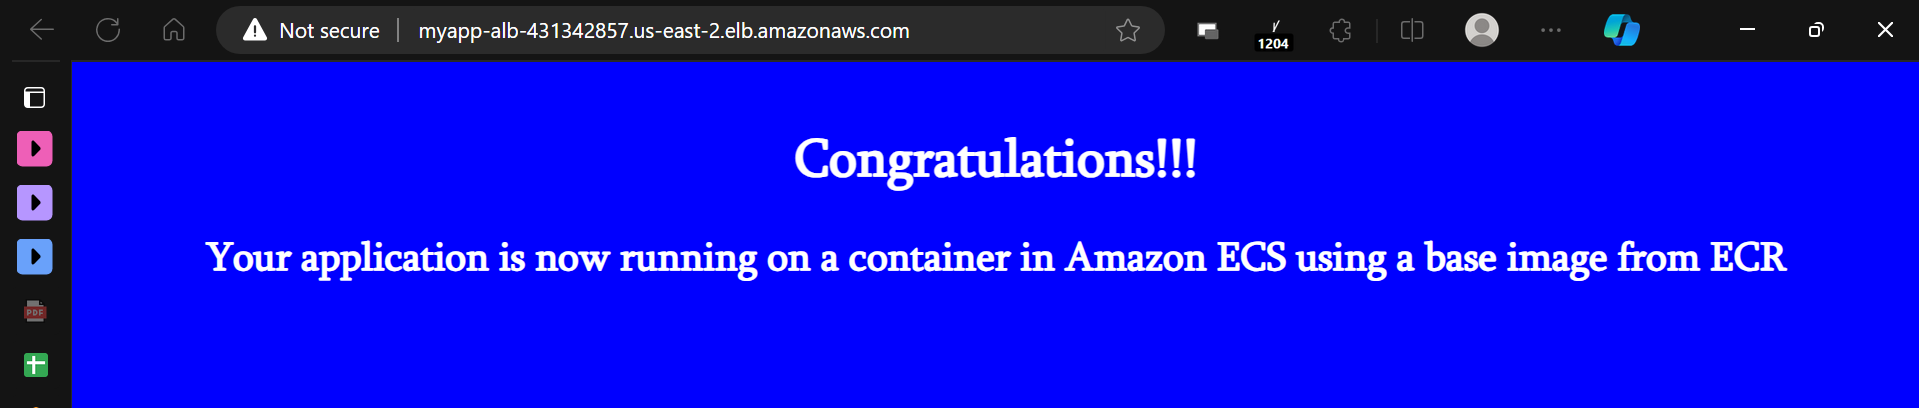 Not secure
myapp-alb-431342857.us-east-2.elb.amazonaws.com
1204
Congratulations!!!
Your application is now running on a container in Amazon ECS using a base image from ECR
PDF